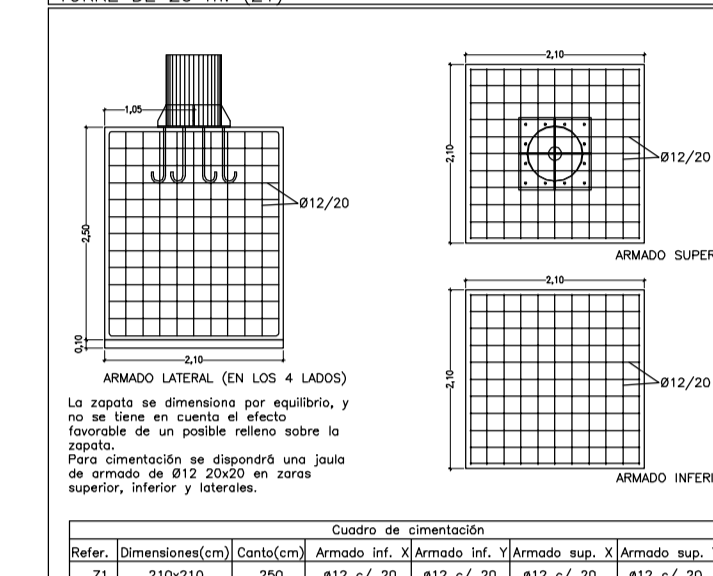 1,05
2,50
0,10
2,10
Ø12/20
ARMADO LATERAL (EN LOS 4 LADOS)
La zapata se dimensiona por equilibrio, y
no se tiene en cuenta el efecto
favorable de un posible relleno sobre la
zapata.
Para cimentación se dispondrá una jaula
de armado de Ø12 20x20 en zaras
superior, inferior y laterales.
2,10
2,10
Ø12/20
ARMADO SUPER
2,10
2,10
Ø12/20
ARMADO INFERI
Cuadro de cimentación
Refer. Dimensiones(cm) Canto(cm) Armado inf. X Armado inf. Y Armado sup. X Armado sup.
Z1 210x210 250 ø12 c/ 20 ø12 c/ 20 ø12 c/ 20 ø12 c/ 20